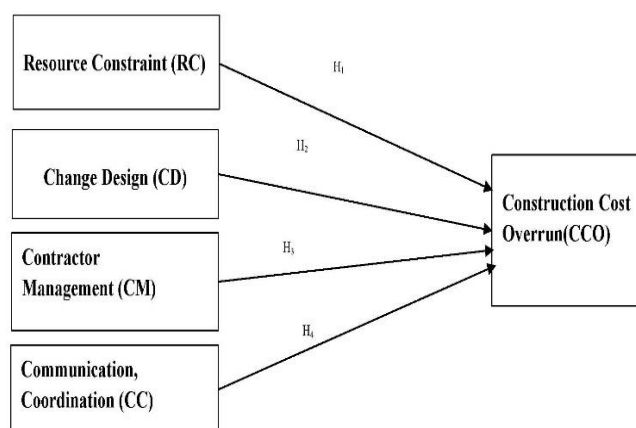 Resource Constraint (RC)
H₁
H₂
Change Design (CD)
Construction Cost
Overrun(CCO)
Contractor
Management (CM)
H₃
H₄
Communication,
Coordination (CC)